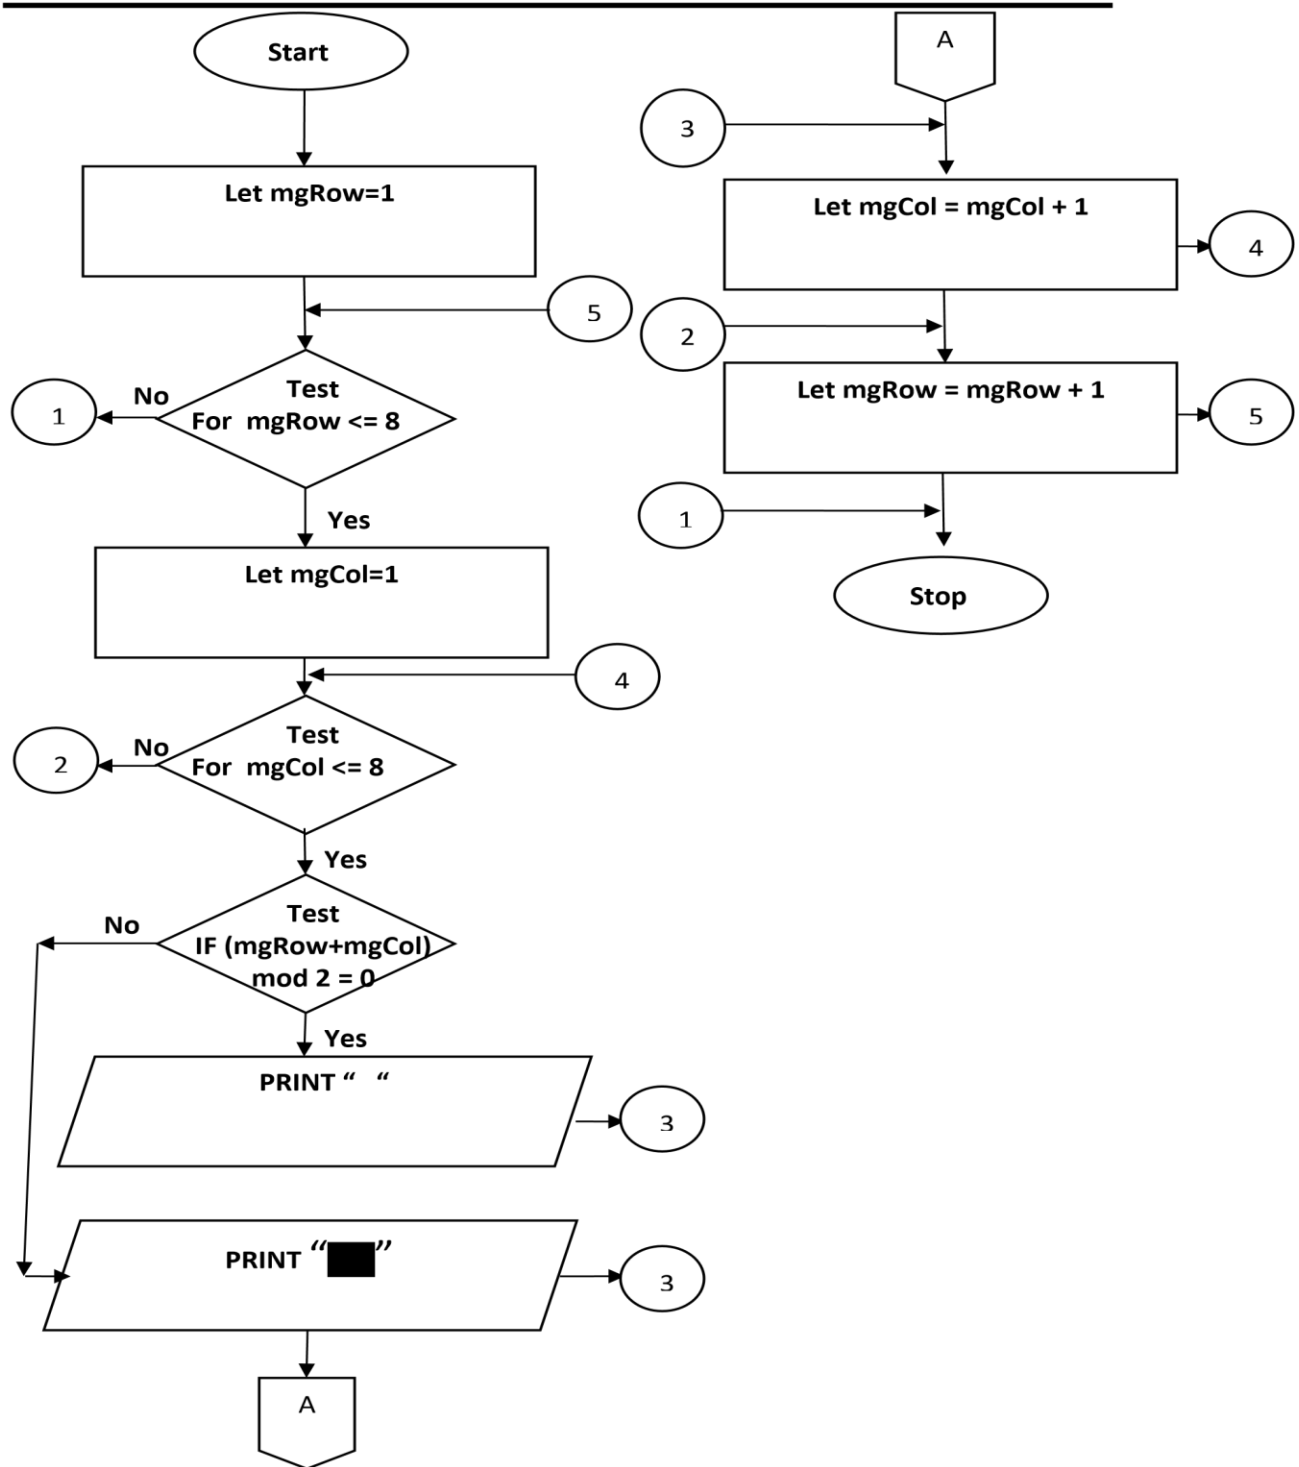 Start
Let mgRow=1
5
No
1
Test
For mgRow <= 8
Yes
Let mgCol=1
4
No
2
Test
For mgCol <= 8
Yes
No
Test
IF (mgRow+mgCol)
mod 2 = 0
Yes
PRINT “ “
3
PRINT “██”
3
A
A
3
Let mgCol = mgCol + 1
4
2
Let mgRow = mgRow + 1
5
1
Stop